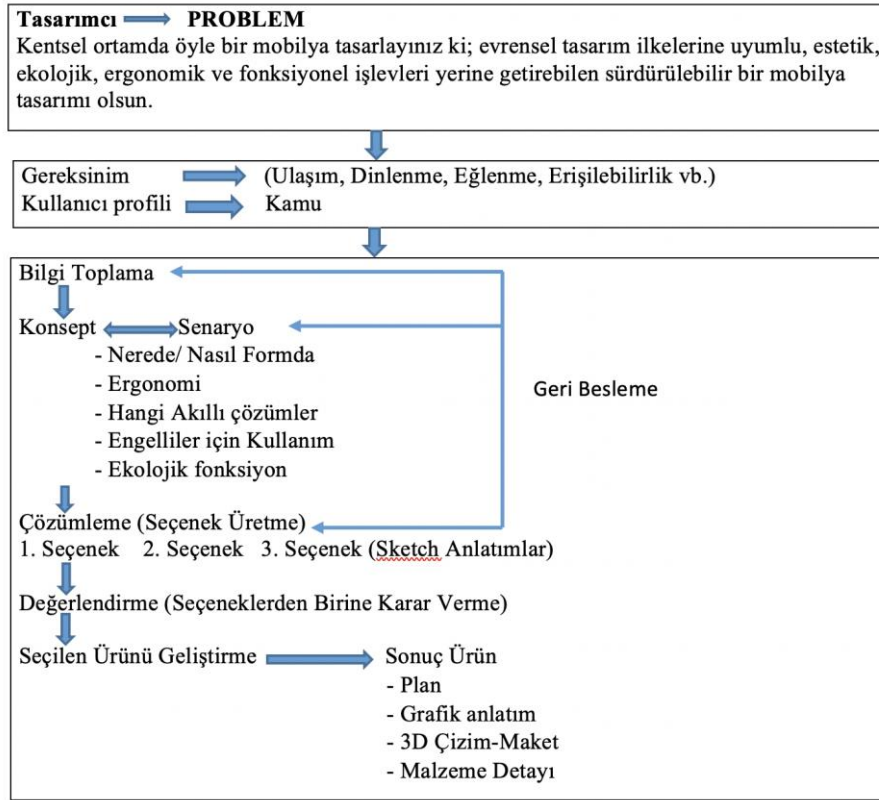 Tasarımcı PROBLEM
Kentsel ortamda öyle bir mobilya tasarlayınız ki; evrensel tasarım ilkelerine uyumlu, estetik,
ekolojik, ergonomik ve fonksiyonel işlevleri yerine getirebilen sürdürülebilir bir mobilya
tasarımı olsun.
Gereksinim (Ulaşım, Dinlenme, Eğlenme, Erişilebilirlik vb.)
Kullanıcı profili Kamu
Bilgi Toplama
Konsept Senaryo
- Nerede/ Nasıl Formda
- Ergonomi
- Hangi Akıllı çözümler
- Engelliler için Kullanım
- Ekolojik fonksiyon
Geri Besleme
Çözümleme (Seçenek Üretme)
1. Seçenek 2. Seçenek 3. Seçenek (Sketch Anlatımlar)
Değerlendirme (Seçeneklerden Birine Karar Verme)
Seçilen Ürünü Geliştirme Sonuç Ürün
- Plan
- Grafik anlatım
- 3D Çizim-Maket
- Malzeme Detayı